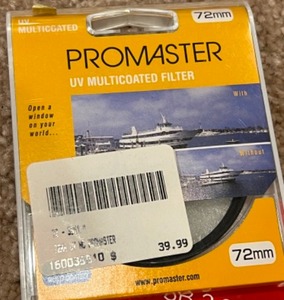 UV
MULTICOATED
72mm
PROMASTER
UV MULTICOATED FILTER
With
Open a
window
on your
world...
Without
39.99
72mm
www.promaster.com